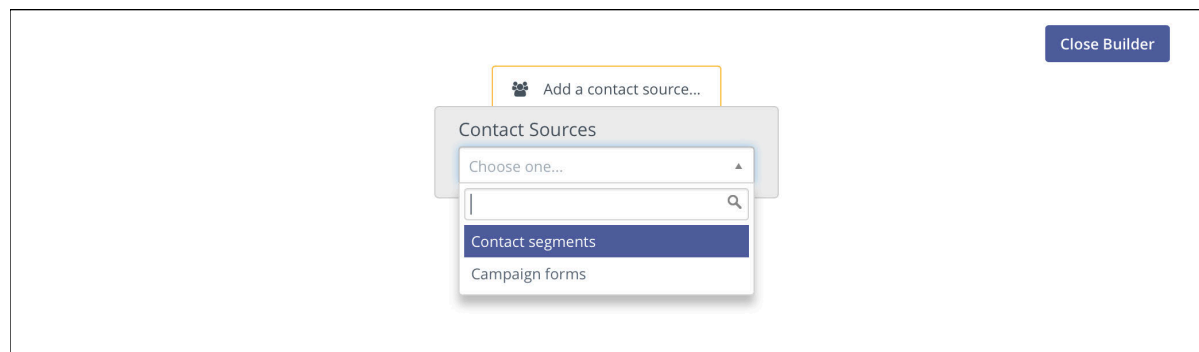 Close Builder
Add a contact source...
Contact Sources
Choose one...
Contact segments
Campaign forms